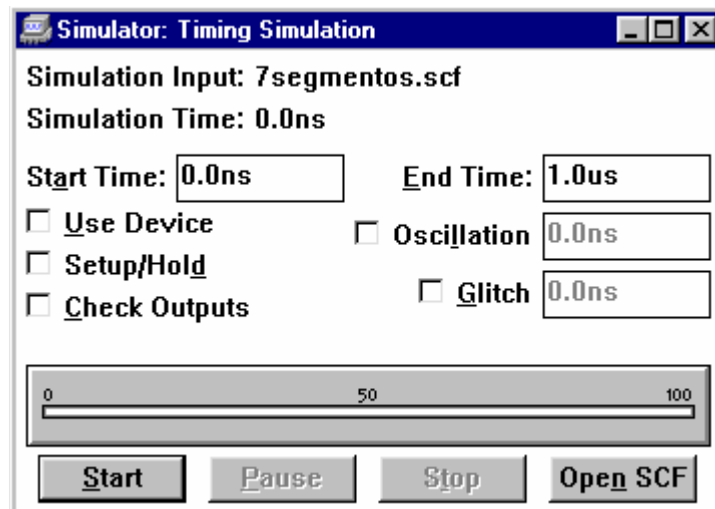 Simulator: Timing Simulation
Simulation Input: 7segmentos.scf
Simulation Time: 0.0ns
Start Time: 0.0ns End Time: 1.0us
Use Device
Oscillation 0.0ns
Setup/Hold
Glitch 0.0ns
Check Outputs
0 50 100
Start Pause Stop Open SCF